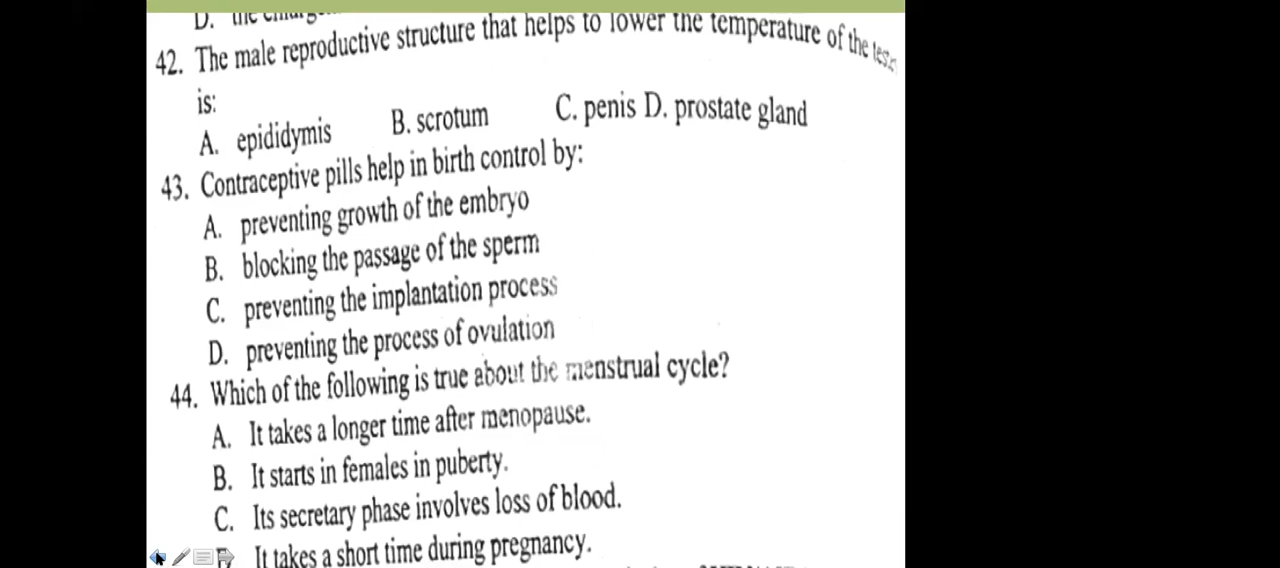 D. the
42. The male reproductive structure that helps to lower the temperature of the
is:
A. epididymis B. scrotum C. penis D. prostate gland
43. Contraceptive pills help in birth control by:
A. preventing growth of the embryo
B. blocking the passage of the sperm
C. preventing the implantation process
D. preventing the process of ovulation
44. Which of the following is true about the menstrual cycle?
A. It takes a longer time after menopause.
B. It starts in females in puberty.
C. Its secretary phase involves loss of blood.
It takes a short time during pregnancy.